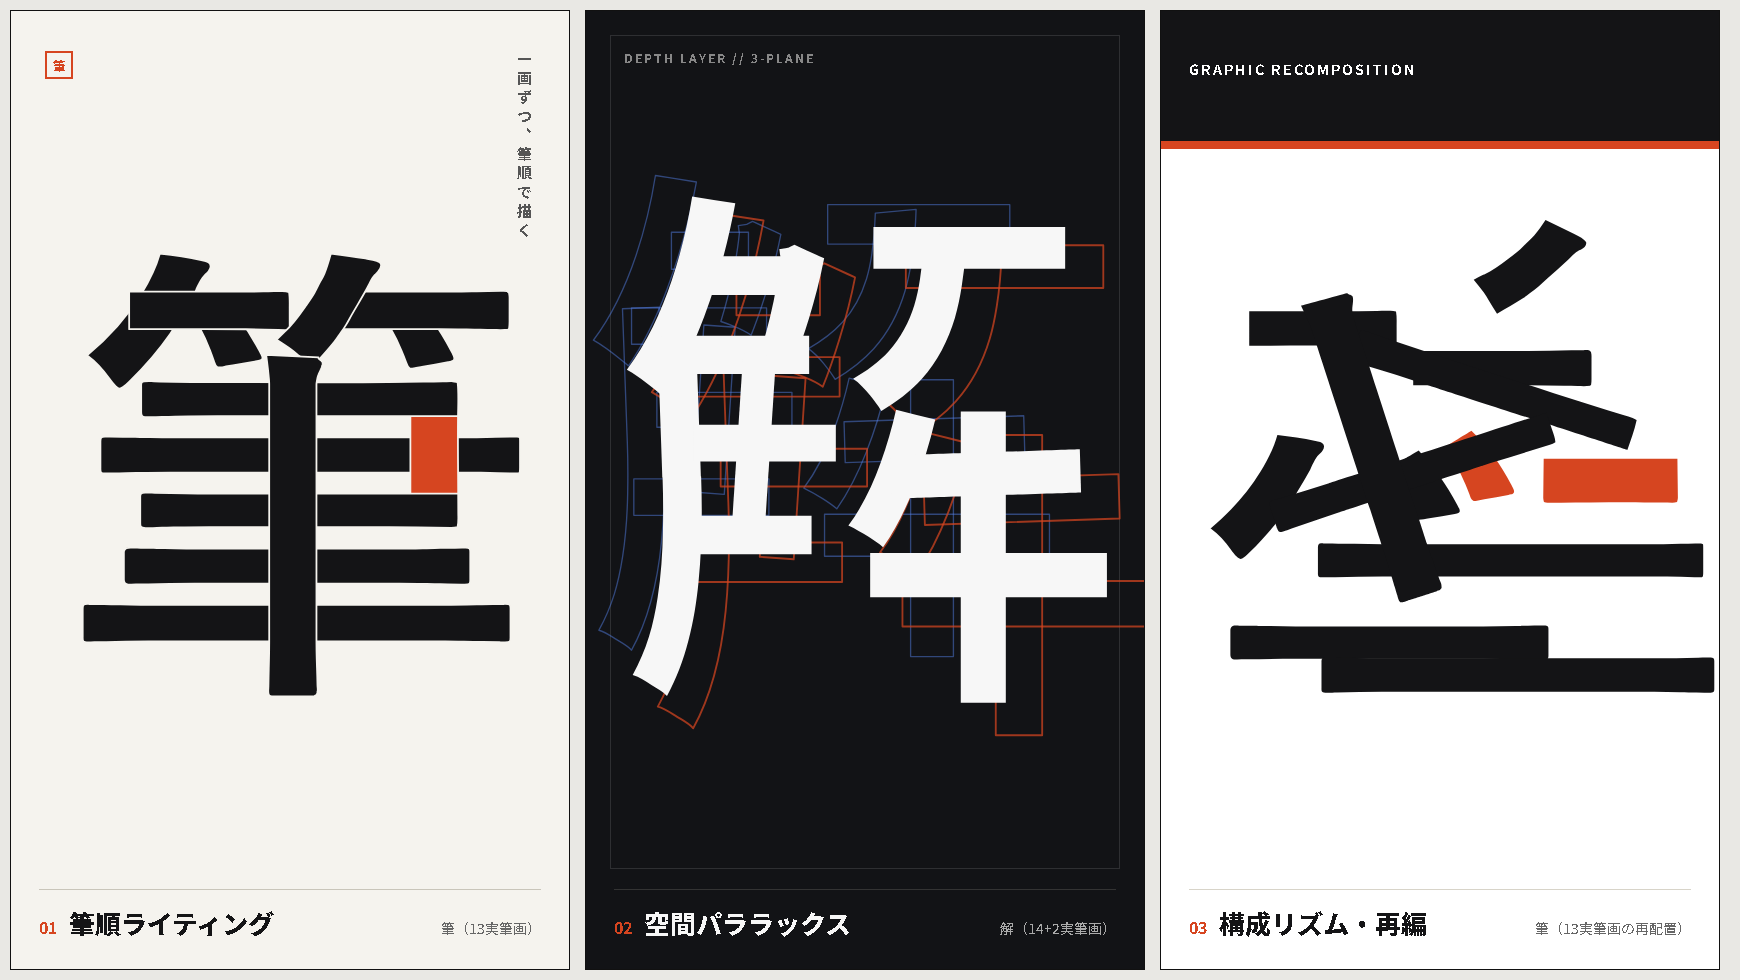 筆
一画ずつ、筆順で描く
筆
01 筆順ライティング
筆（13実筆画）
DEPTH LAYER // 3-PLANE
解
02 空間パララックス
解（14+2実筆画）
GRAPHIC RECOMPOSITION
03 構成リズム・再編
筆（13実筆画の再配置）